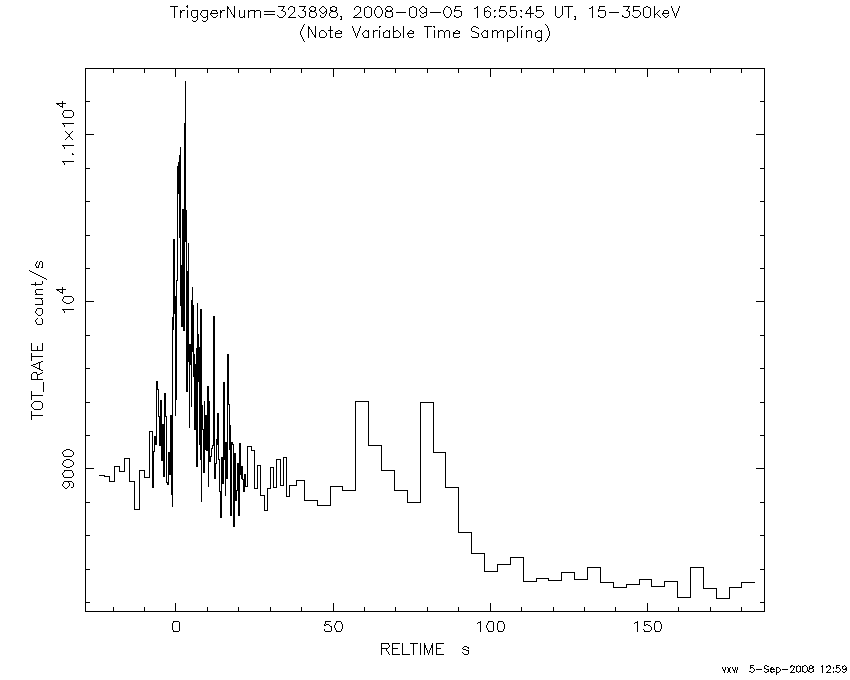 TriggerNum=323898, 2008-09-05 16:55:45 UT, 15-350keV
(Note Variable Time Sampling)
1.1×10⁴
10⁴
9000
TOT_RATE count/s
0 50 100 150
RELTIME s
vxw 5-Sep-2008 12:59